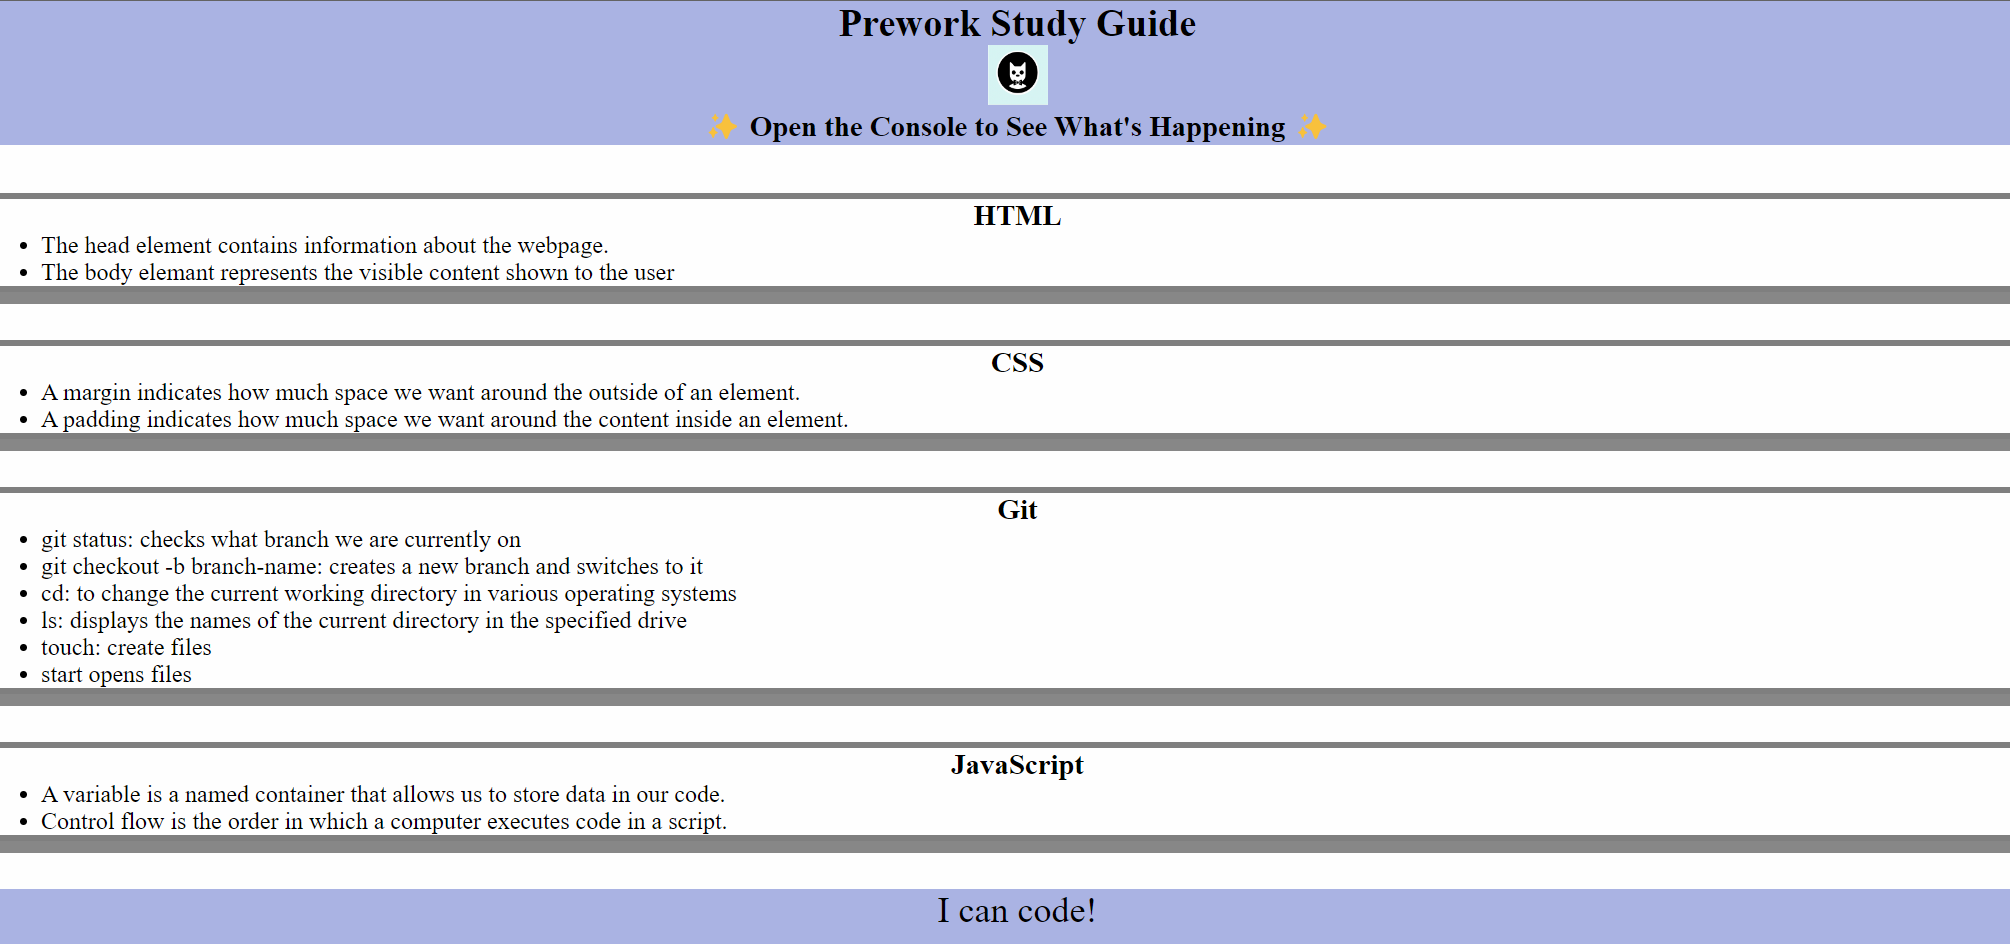 Prework Study Guide
✨ Open the Console to See What's Happening ✨
HTML
• The head element contains information about the webpage.
• The body elemant represents the visible content shown to the user
CSS
• A margin indicates how much space we want around the outside of an element.
• A padding indicates how much space we want around the content inside an element.
Git
• git status: checks what branch we are currently on
• git checkout -b branch-name: creates a new branch and switches to it
• cd: to change the current working directory in various operating systems
• ls: displays the names of the current directory in the specified drive
• touch: create files
• start opens files
JavaScript
• A variable is a named container that allows us to store data in our code.
• Control flow is the order in which a computer executes code in a script.
I can code!